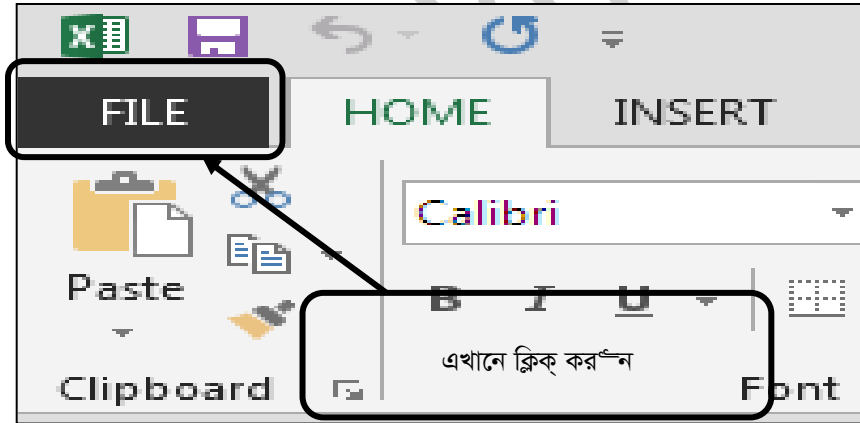 FILE HOME INSERT
Calibri
Paste
B I U
এখানে ক্লিক্ করুন
Clipboard Font